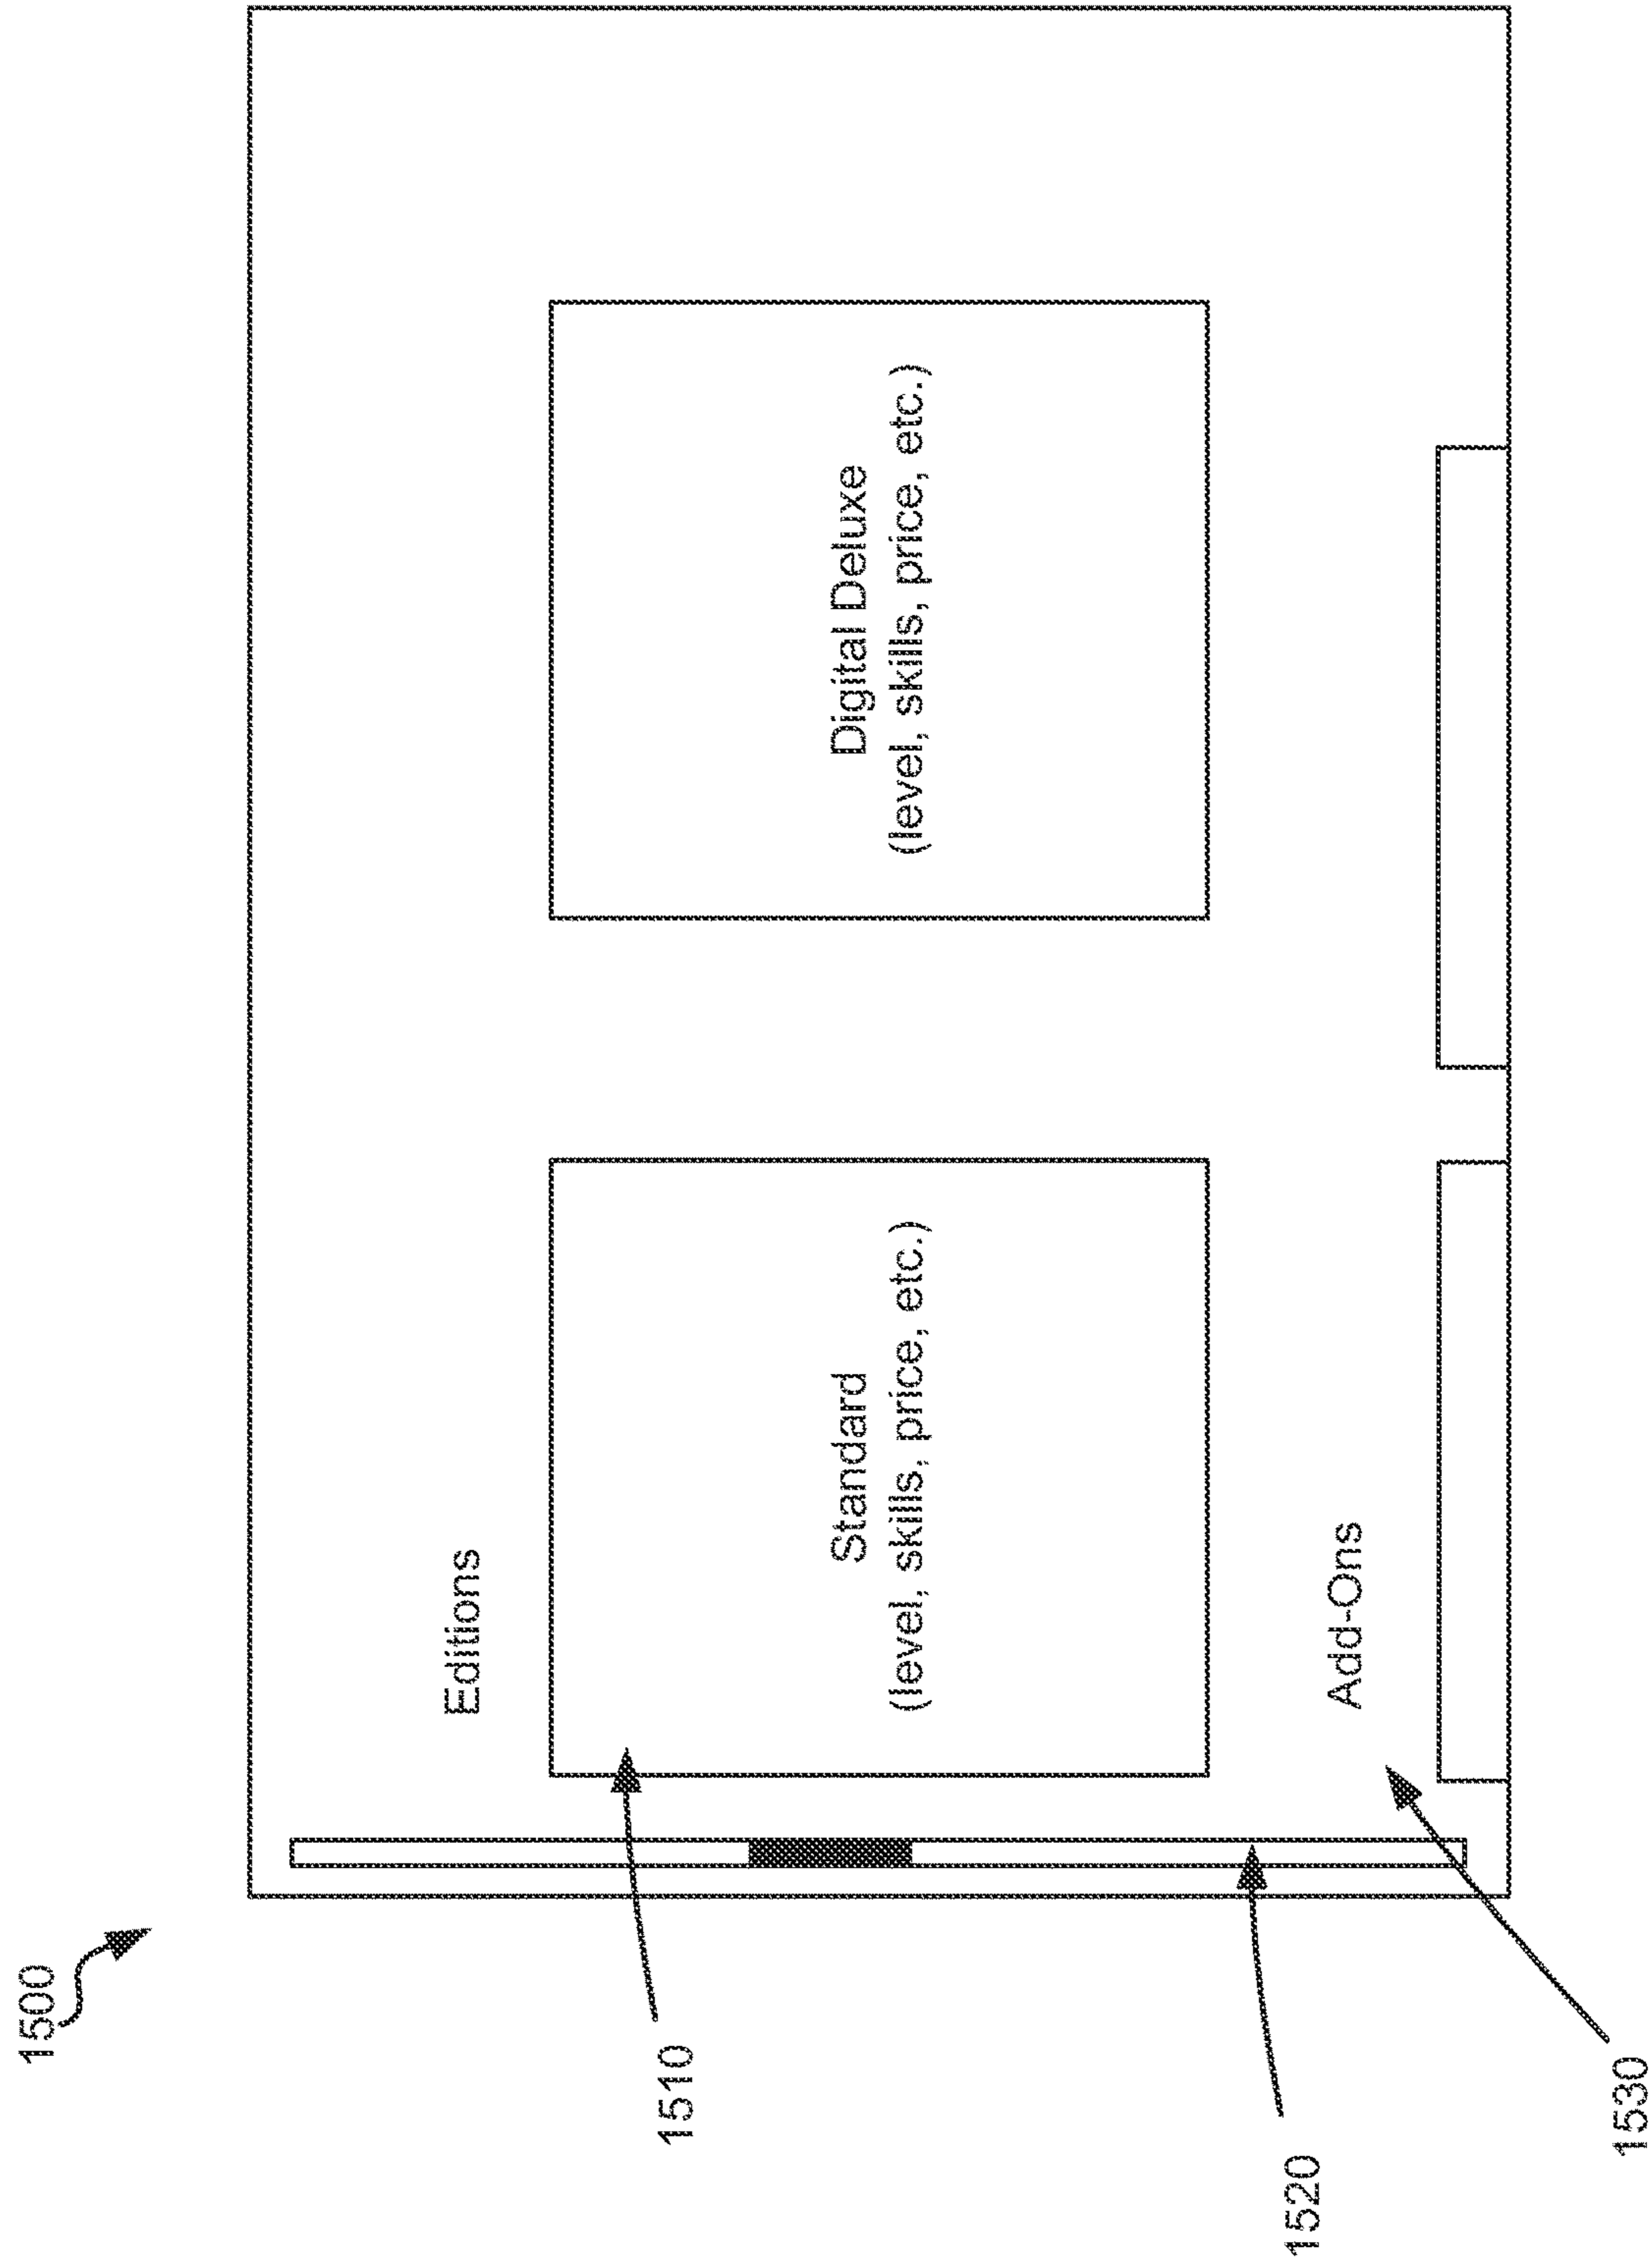 1500
Editions
1510
Standard
(level, skills, price, etc.)
Digital Deluxe
(level, skills, price, etc.)
1520
Add-Ons
1530